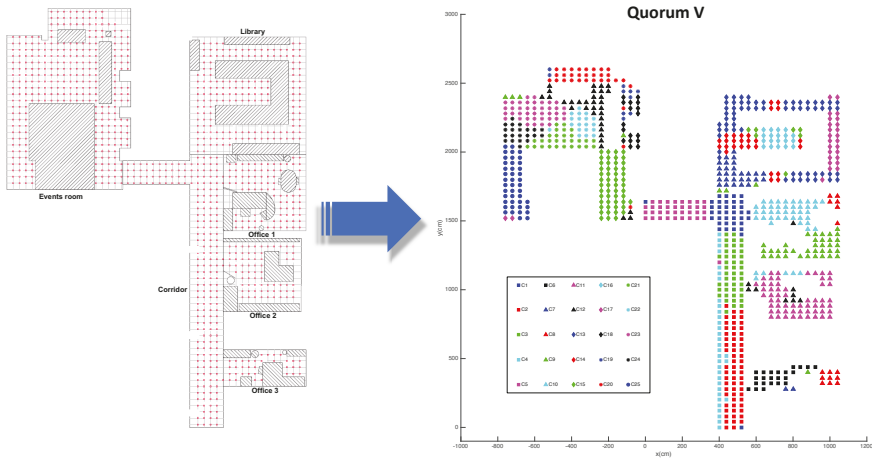 Library
Events room
Office 1
Corridor
Office 2
Office 3
Quorum V
3000
2500
2000
1500
1000
500
0
y(cm)
-1000 -800 -600 -400 -200 0 200 400 600 800 1000 1200
x(cm)
C1 C6 C11 C16 C21
C2 C7 C12 C17 C22
C3 C8 C13 C18 C23
C4 C9 C14 C19 C24
C5 C10 C15 C20 C25